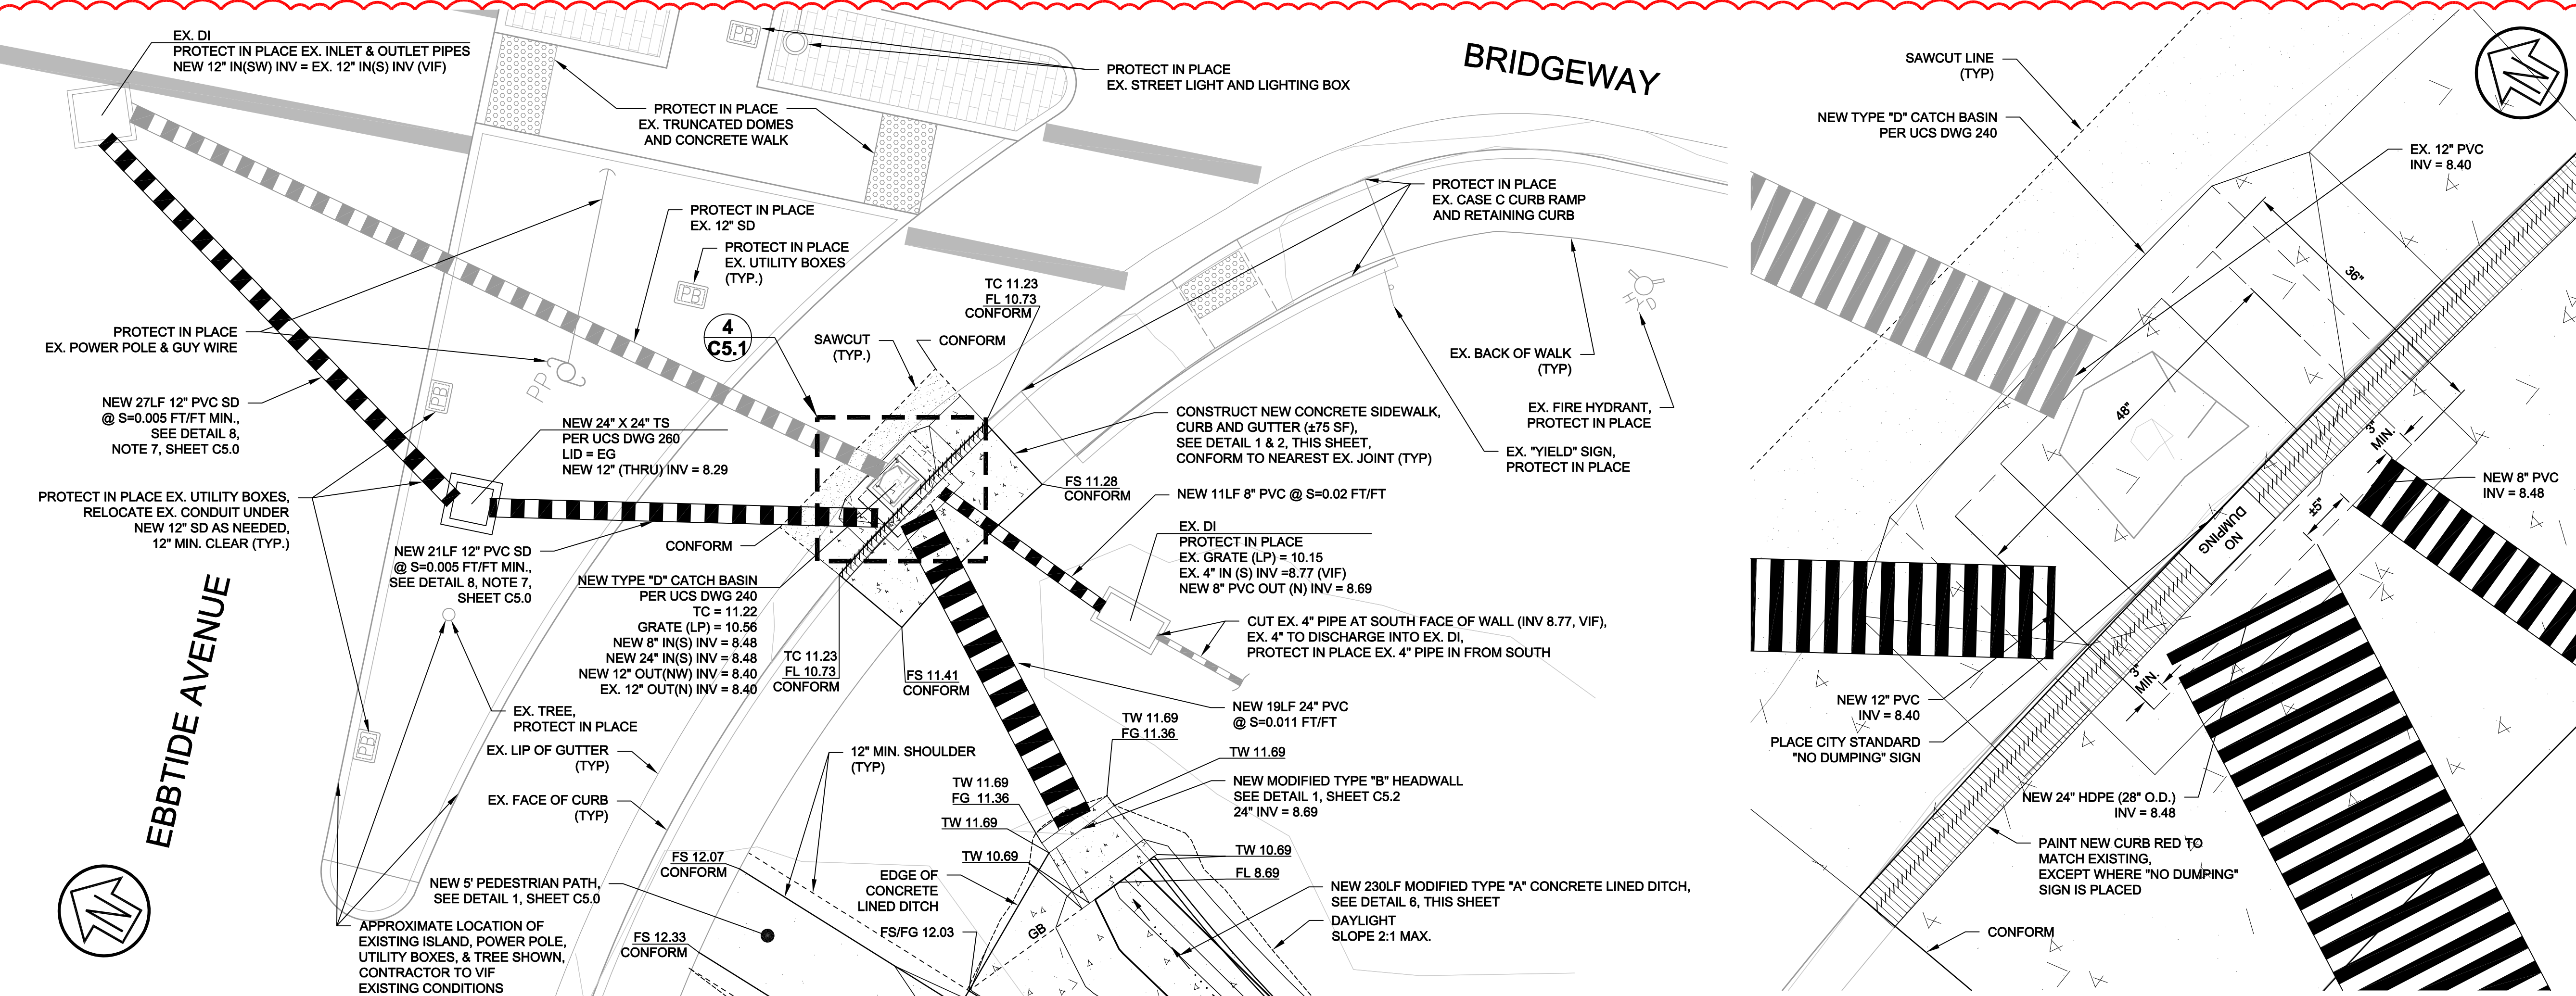 EX. DI
PROTECT IN PLACE EX. INLET & OUTLET PIPES
NEW 12" IN(SW) INV = EX. 12" IN(S) INV (VIF)
PB
PROTECT IN PLACE
EX. STREET LIGHT AND LIGHTING BOX
BRIDGEWAY
PROTECT IN PLACE
EX. TRUNCATED DOMES
AND CONCRETE WALK
PROTECT IN PLACE
EX. 12" SD
PROTECT IN PLACE
EX. UTILITY BOXES
(TYP.)
PB
PROTECT IN PLACE
EX. CASE C CURB RAMP
AND RETAINING CURB
TC 11.23
FL 10.73
CONFORM
4
C5.1
SAWCUT
(TYP.)
CONFORM
PROTECT IN PLACE
EX. POWER POLE & GUY WIRE
PP
PB
HYD
EX. BACK OF WALK
(TYP)
EX. FIRE HYDRANT,
PROTECT IN PLACE
EX. "YIELD" SIGN,
PROTECT IN PLACE
NEW 27LF 12" PVC SD
@ S=0.005 FT/FT MIN.,
SEE DETAIL 8,
NOTE 7, SHEET C5.0
NEW 24" X 24" TS
PER UCS DWG 260
LID = EG
NEW 12" (THRU) INV = 8.29
CONSTRUCT NEW CONCRETE SIDEWALK,
CURB AND GUTTER (±75 SF),
SEE DETAIL 1 & 2, THIS SHEET,
CONFORM TO NEAREST EX. JOINT (TYP)
FS 11.28
CONFORM
NEW 11LF 8" PVC @ S=0.02 FT/FT
PROTECT IN PLACE EX. UTILITY BOXES,
RELOCATE EX. CONDUIT UNDER
NEW 12" SD AS NEEDED,
12" MIN. CLEAR (TYP.)
EX. DI
PROTECT IN PLACE
EX. GRATE (LP) = 10.15
EX. 4" IN (S) INV =8.77 (VIF)
NEW 8" PVC OUT (N) INV = 8.69
CONFORM
NEW 21LF 12" PVC SD
@ S=0.005 FT/FT MIN.,
SEE DETAIL 8, NOTE 7,
SHEET C5.0
NEW TYPE "D" CATCH BASIN
PER UCS DWG 240
TC = 11.22
GRATE (LP) = 10.56
NEW 8" IN(S) INV = 8.48
NEW 24" IN(S) INV = 8.48
NEW 12" OUT(NW) INV = 8.40
EX. 12" OUT(N) INV = 8.40
CUT EX. 4" PIPE AT SOUTH FACE OF WALL (INV 8.77, VIF),
EX. 4" TO DISCHARGE INTO EX. DI,
PROTECT IN PLACE EX. 4" PIPE IN FROM SOUTH
TC 11.23
FL 10.73
CONFORM
FS 11.41
CONFORM
EBBTIDE AVENUE
EX. TREE,
PROTECT IN PLACE
NEW 19LF 24" PVC
@ S=0.011 FT/FT
PB
EX. LIP OF GUTTER
(TYP)
12" MIN. SHOULDER
(TYP)
TW 11.69
FG 11.36
TW 11.69
EX. FACE OF CURB
(TYP)
TW 11.69
FG 11.36
TW 11.69
TW 10.69
NEW MODIFIED TYPE "B" HEADWALL
SEE DETAIL 1, SHEET C5.2
24" INV = 8.69
TW 10.69
FL 8.69
FS 12.07
CONFORM
EDGE OF
CONCRETE
LINED DITCH
NEW 5' PEDESTRIAN PATH,
SEE DETAIL 1, SHEET C5.0
NEW 230LF MODIFIED TYPE "A" CONCRETE LINED DITCH,
SEE DETAIL 6, THIS SHEET
DAYLIGHT
SLOPE 2:1 MAX.
GB
FS/FG 12.03
FS 12.33
CONFORM
N
APPROXIMATE LOCATION OF
EXISTING ISLAND, POWER POLE,
UTILITY BOXES, & TREE SHOWN,
CONTRACTOR TO VIF
EXISTING CONDITIONS
SAWCUT LINE
(TYP)
N
NEW TYPE "D" CATCH BASIN
PER UCS DWG 240
EX. 12" PVC
INV = 8.40
36"
48"
3"
MIN.
NEW 8" PVC
INV = 8.48
±5"
NO
DUMPING
3"
MIN.
NEW 12" PVC
INV = 8.40
PLACE CITY STANDARD
"NO DUMPING" SIGN
NEW 24" HDPE (28" O.D.)
INV = 8.48
PAINT NEW CURB RED TO
MATCH EXISTING,
EXCEPT WHERE "NO DUMPING"
SIGN IS PLACED
CONFORM